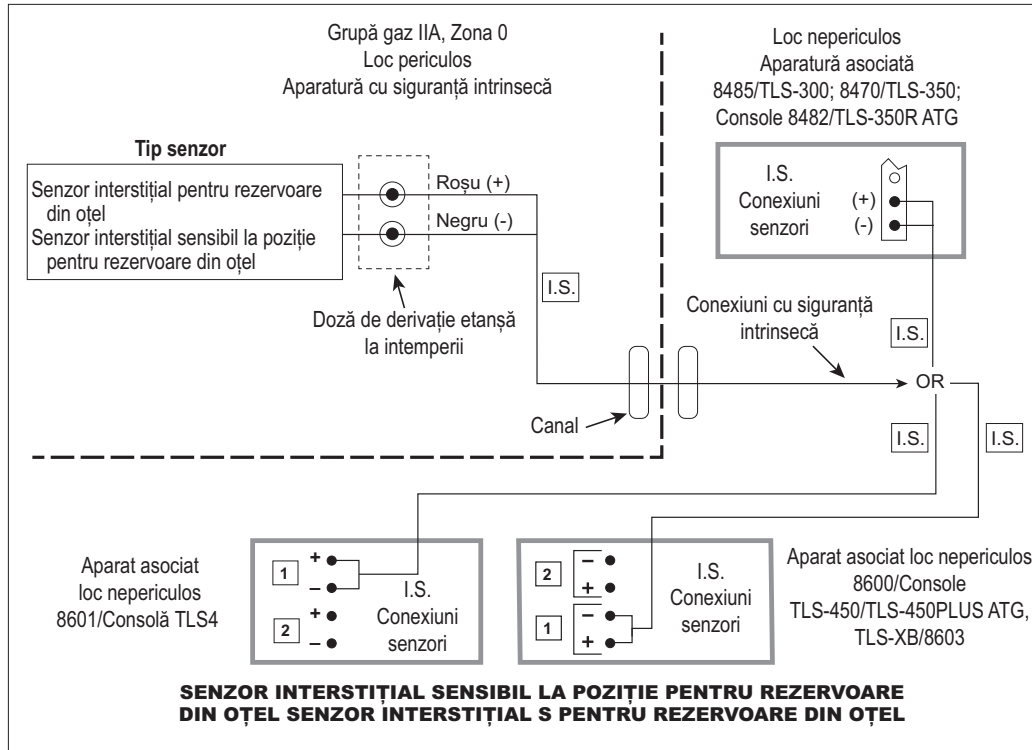 Grupă gaz IIA, Zona 0
Loc periculos
Aparatură cu siguranță intrinsecă
Loc nepericulos
Aparatură asociată
8485/TLS-300; 8470/TLS-350;
Console 8482/TLS-350R ATG
Tip senzor
Senzor interstițial pentru rezervoare
din oțel
Senzor interstițial sensibil la poziție
pentru rezervoare din oțel
Roșu (+)
Negru (-)
I.S.
Doză de derivație etanșă
la intemperii
I.S.
Conexiuni
senzori
(+)
(-)
Conexiuni cu siguranță
intrinsecă
I.S.
OR
Canal
I.S.
I.S.
Aparat asociat
loc nepericulos
8601/Consolă TLS4
1
+
–
2
+
–
I.S.
Conexiuni
senzori
2
–
+
1
–
+
I.S.
Conexiuni
senzori
Aparat asociat loc nepericulos
8600/Console
TLS-450/TLS-450PLUS ATG,
TLS-XB/8603
SENZOR INTERSTIȚIAL SENSIBIL LA POZIȚIE PENTRU REZERVOARE
DIN OȚEL SENZOR INTERSTIȚIAL S PENTRU REZERVOARE DIN OȚEL